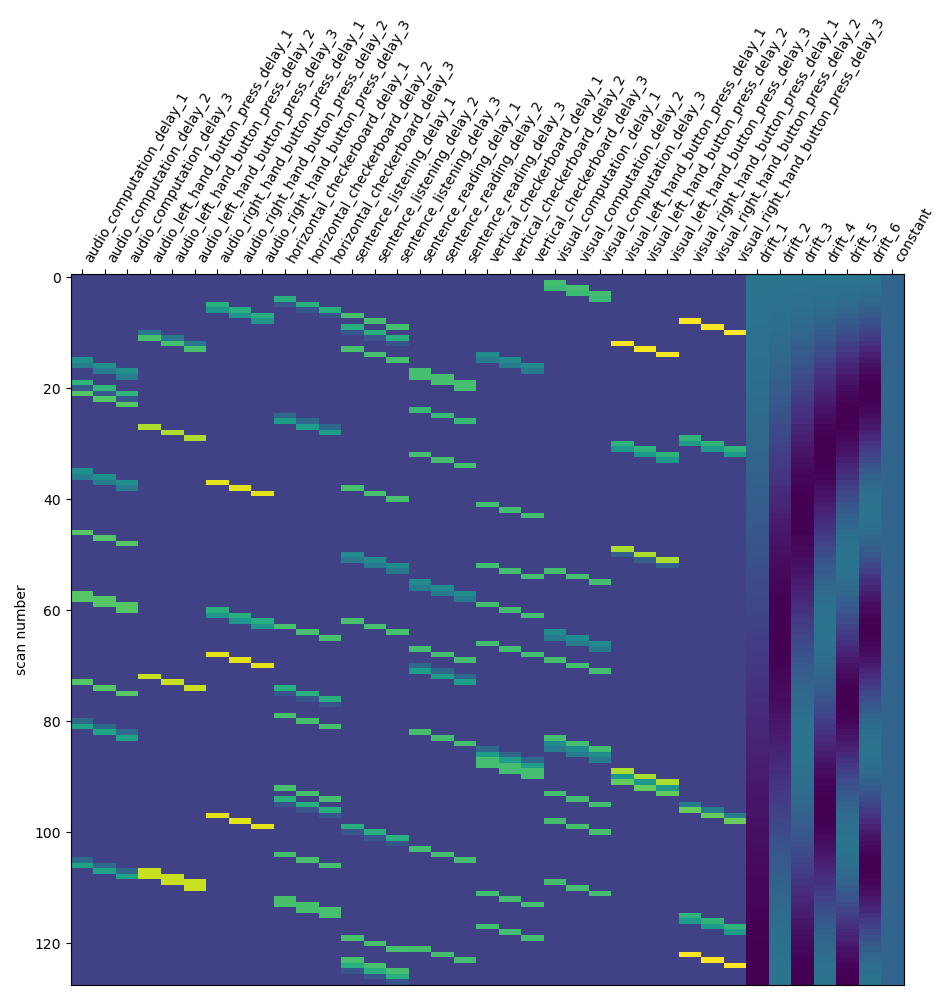 audio_computation_delay_1
audio_computation_delay_2
audio_computation_delay_3
audio_left_hand_button_press_delay_1
audio_left_hand_button_press_delay_2
audio_left_hand_button_press_delay_3
audio_right_hand_button_press_delay_1
audio_right_hand_button_press_delay_2
audio_right_hand_button_press_delay_3
horizontal_checkerboard_delay_1
horizontal_checkerboard_delay_2
horizontal_checkerboard_delay_3
sentence_listening_delay_1
sentence_listening_delay_2
sentence_listening_delay_3
sentence_reading_delay_1
sentence_reading_delay_2
sentence_reading_delay_3
vertical_checkerboard_delay_1
vertical_checkerboard_delay_2
vertical_checkerboard_delay_3
visual_computation_delay_1
visual_computation_delay_2
visual_computation_delay_3
visual_left_hand_button_press_delay_1
visual_left_hand_button_press_delay_2
visual_left_hand_button_press_delay_3
visual_right_hand_button_press_delay_1
visual_right_hand_button_press_delay_2
visual_right_hand_button_press_delay_3
drift_1
drift_2
drift_3
drift_4
drift_5
drift_6
constant
scan number
0
20
40
60
80
100
120